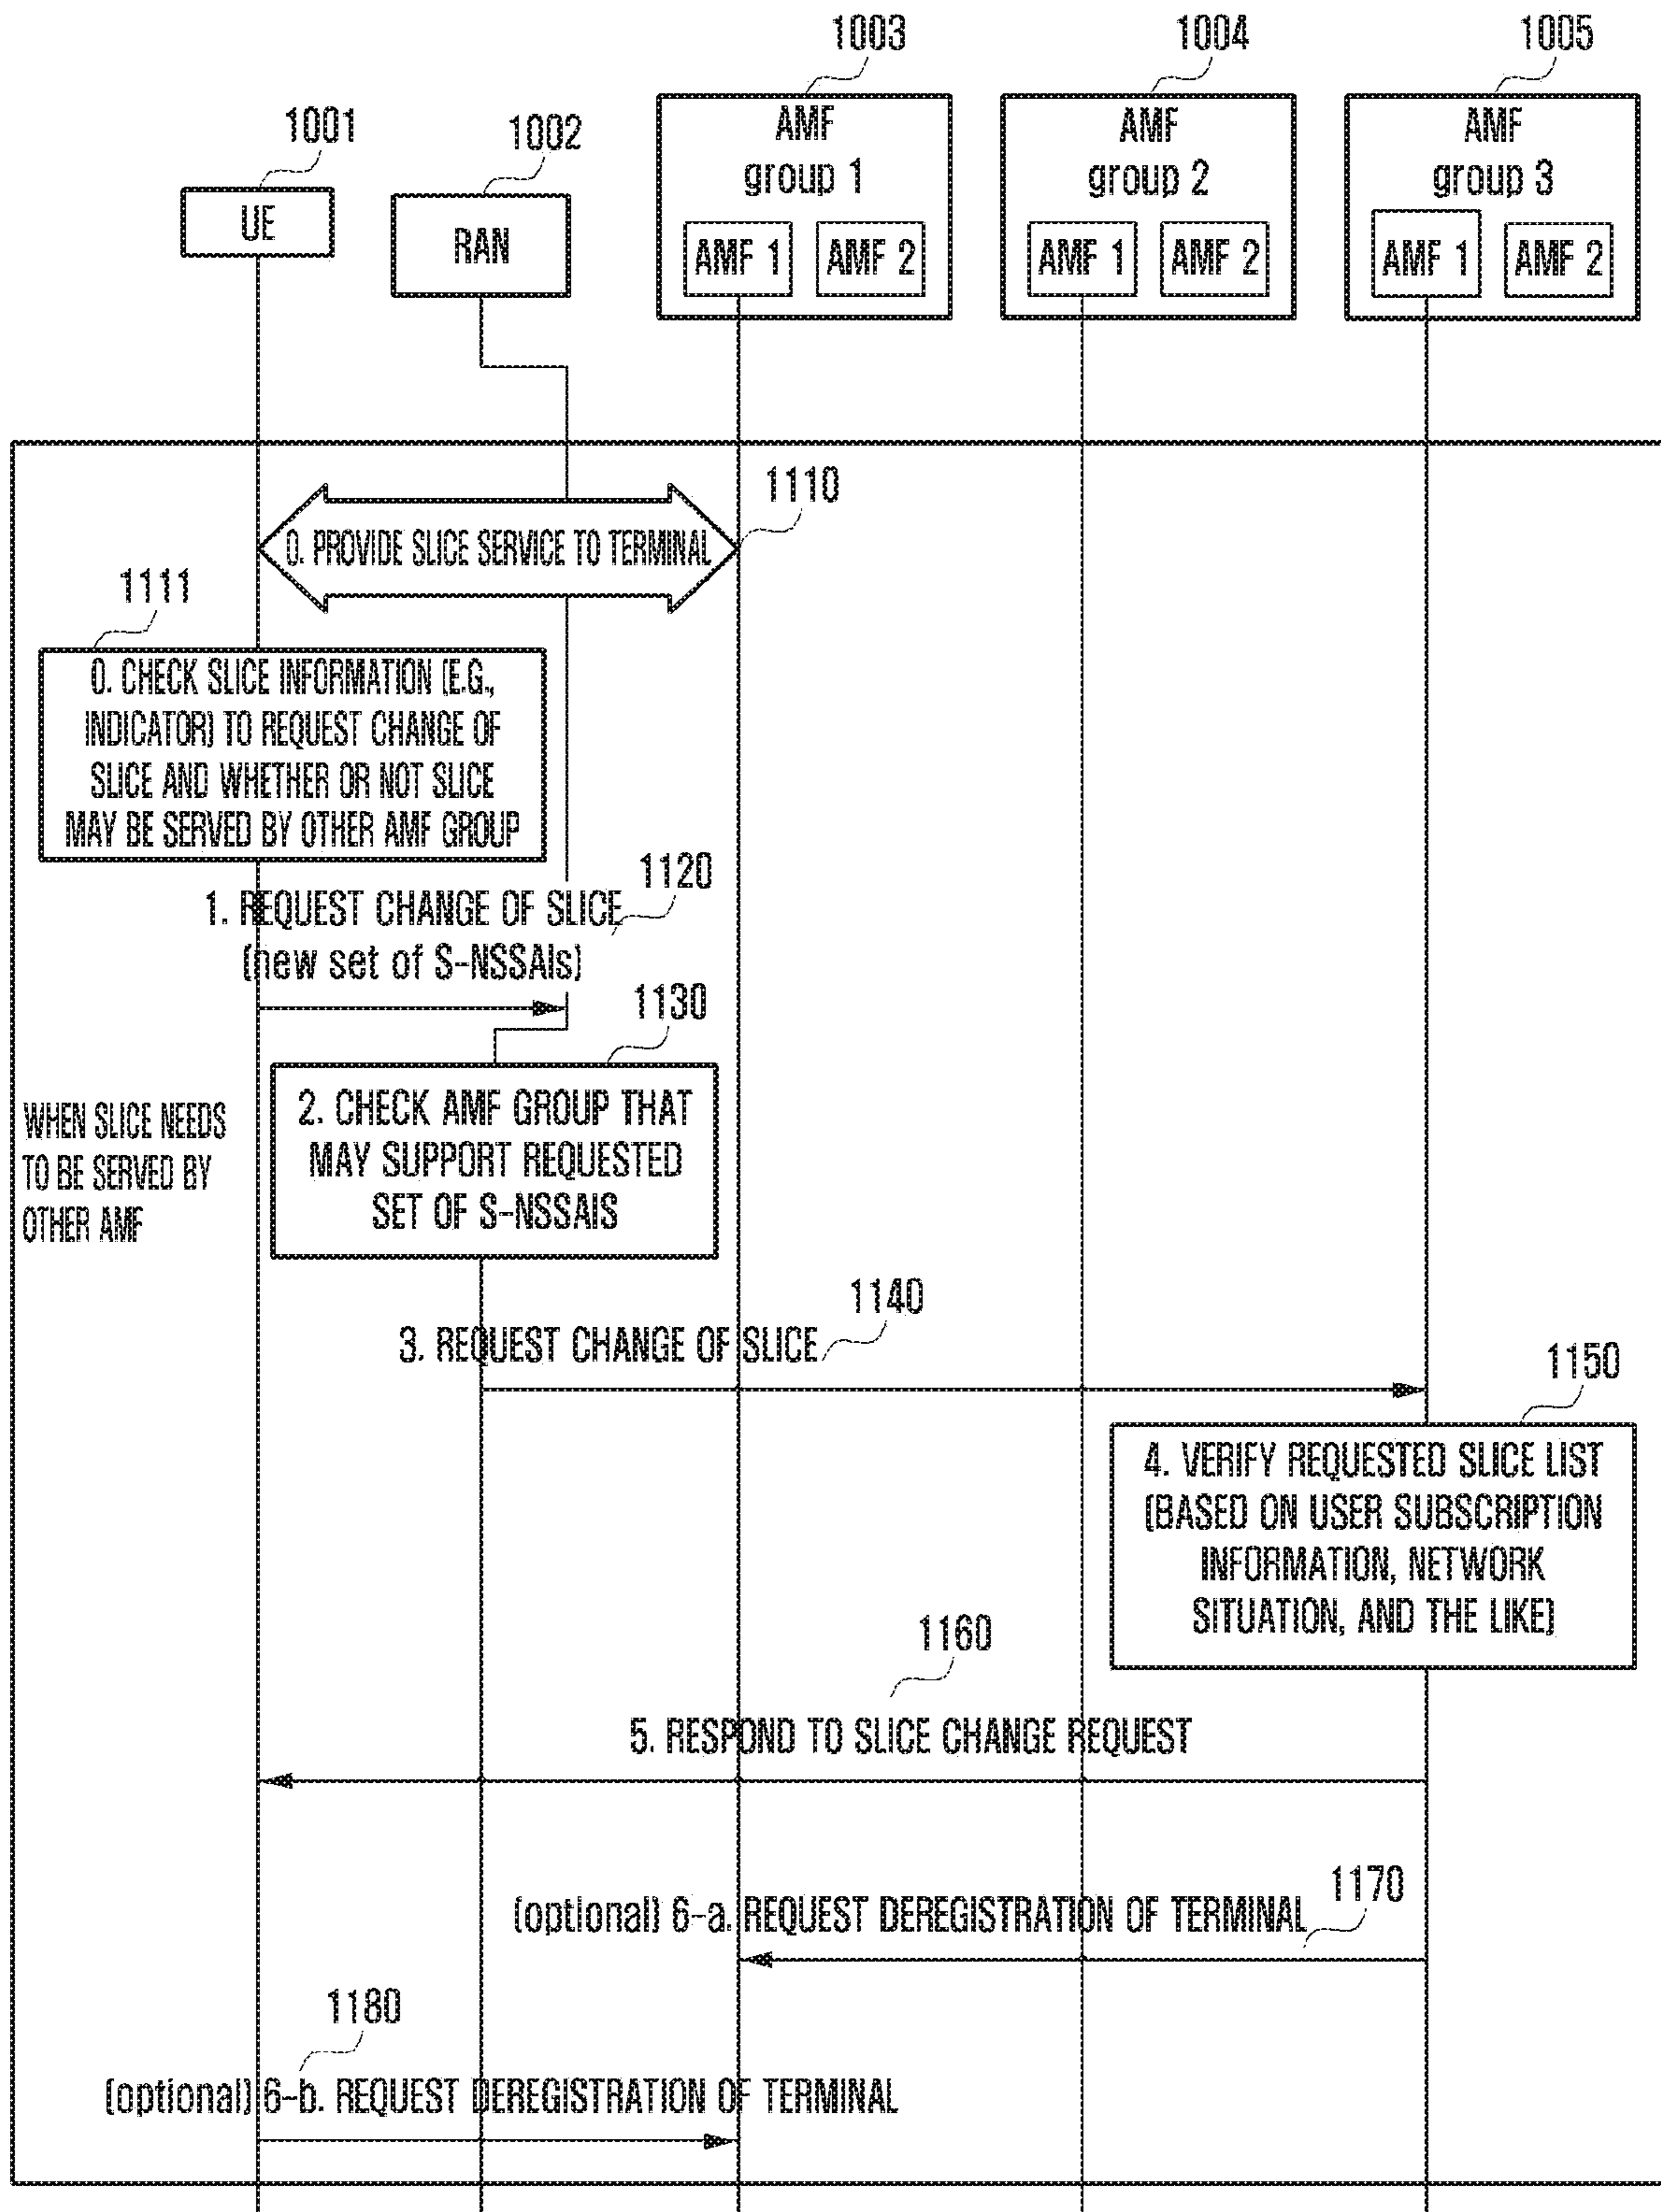 1003
1004
1005
1001
1002
AMF
group 1
AMF 1
AMF 2
AMF
group 2
AMF 1
AMF 2
AMF
group 3
AMF 1
AMF 2
UE
RAN
1110
0. PROVIDE SLICE SERVICE TO TERMINAL
1111
0. CHECK SLICE INFORMATION (E.G.,
INDICATOR) TO REQUEST CHANGE OF
SLICE AND WHETHER OR NOT SLICE
MAY BE SERVED BY OTHER AMF GROUP
1120
1. REQUEST CHANGE OF SLICE
(new set of S-NSSAIs)
1130
2. CHECK AMF GROUP THAT
MAY SUPPORT REQUESTED
SET OF S-NSSAIS
WHEN SLICE NEEDS
TO BE SERVED BY
OTHER AMF
1140
3. REQUEST CHANGE OF SLICE
1150
4. VERIFY REQUESTED SLICE LIST
(BASED ON USER SUBSCRIPTION
INFORMATION, NETWORK
SITUATION, AND THE LIKE)
1160
5. RESPOND TO SLICE CHANGE REQUEST
1170
(optional) 6-a. REQUEST DEREGISTRATION OF TERMINAL
1180
(optional) 6-b. REQUEST DEREGISTRATION OF TERMINAL